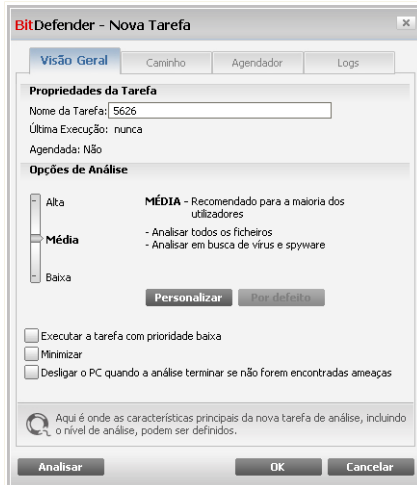 BitDefender - Nova Tarefa
Visão Geral
Caminho
Agendador
Logs
Propriedades da Tarefa
Nome da Tarefa: 5626
Última Execução: nunca
Agendada: Não
Opções de Análise
Alta
Média
Baixa
MÉDIA - Recomendado para a maioria dos
utilizadores
- Analisar todos os ficheiros
- Analisar em busca de vírus e spyware
Personalizar
Por defeito
Executar a tarefa com prioridade baixa
Minimizar
Desligar o PC quando a análise terminar se não forem encontradas ameaças
Aqui é onde as características principais da nova tarefa de análise, incluindo
o nível de análise, podem ser definidos.
Analisar
OK
Cancelar